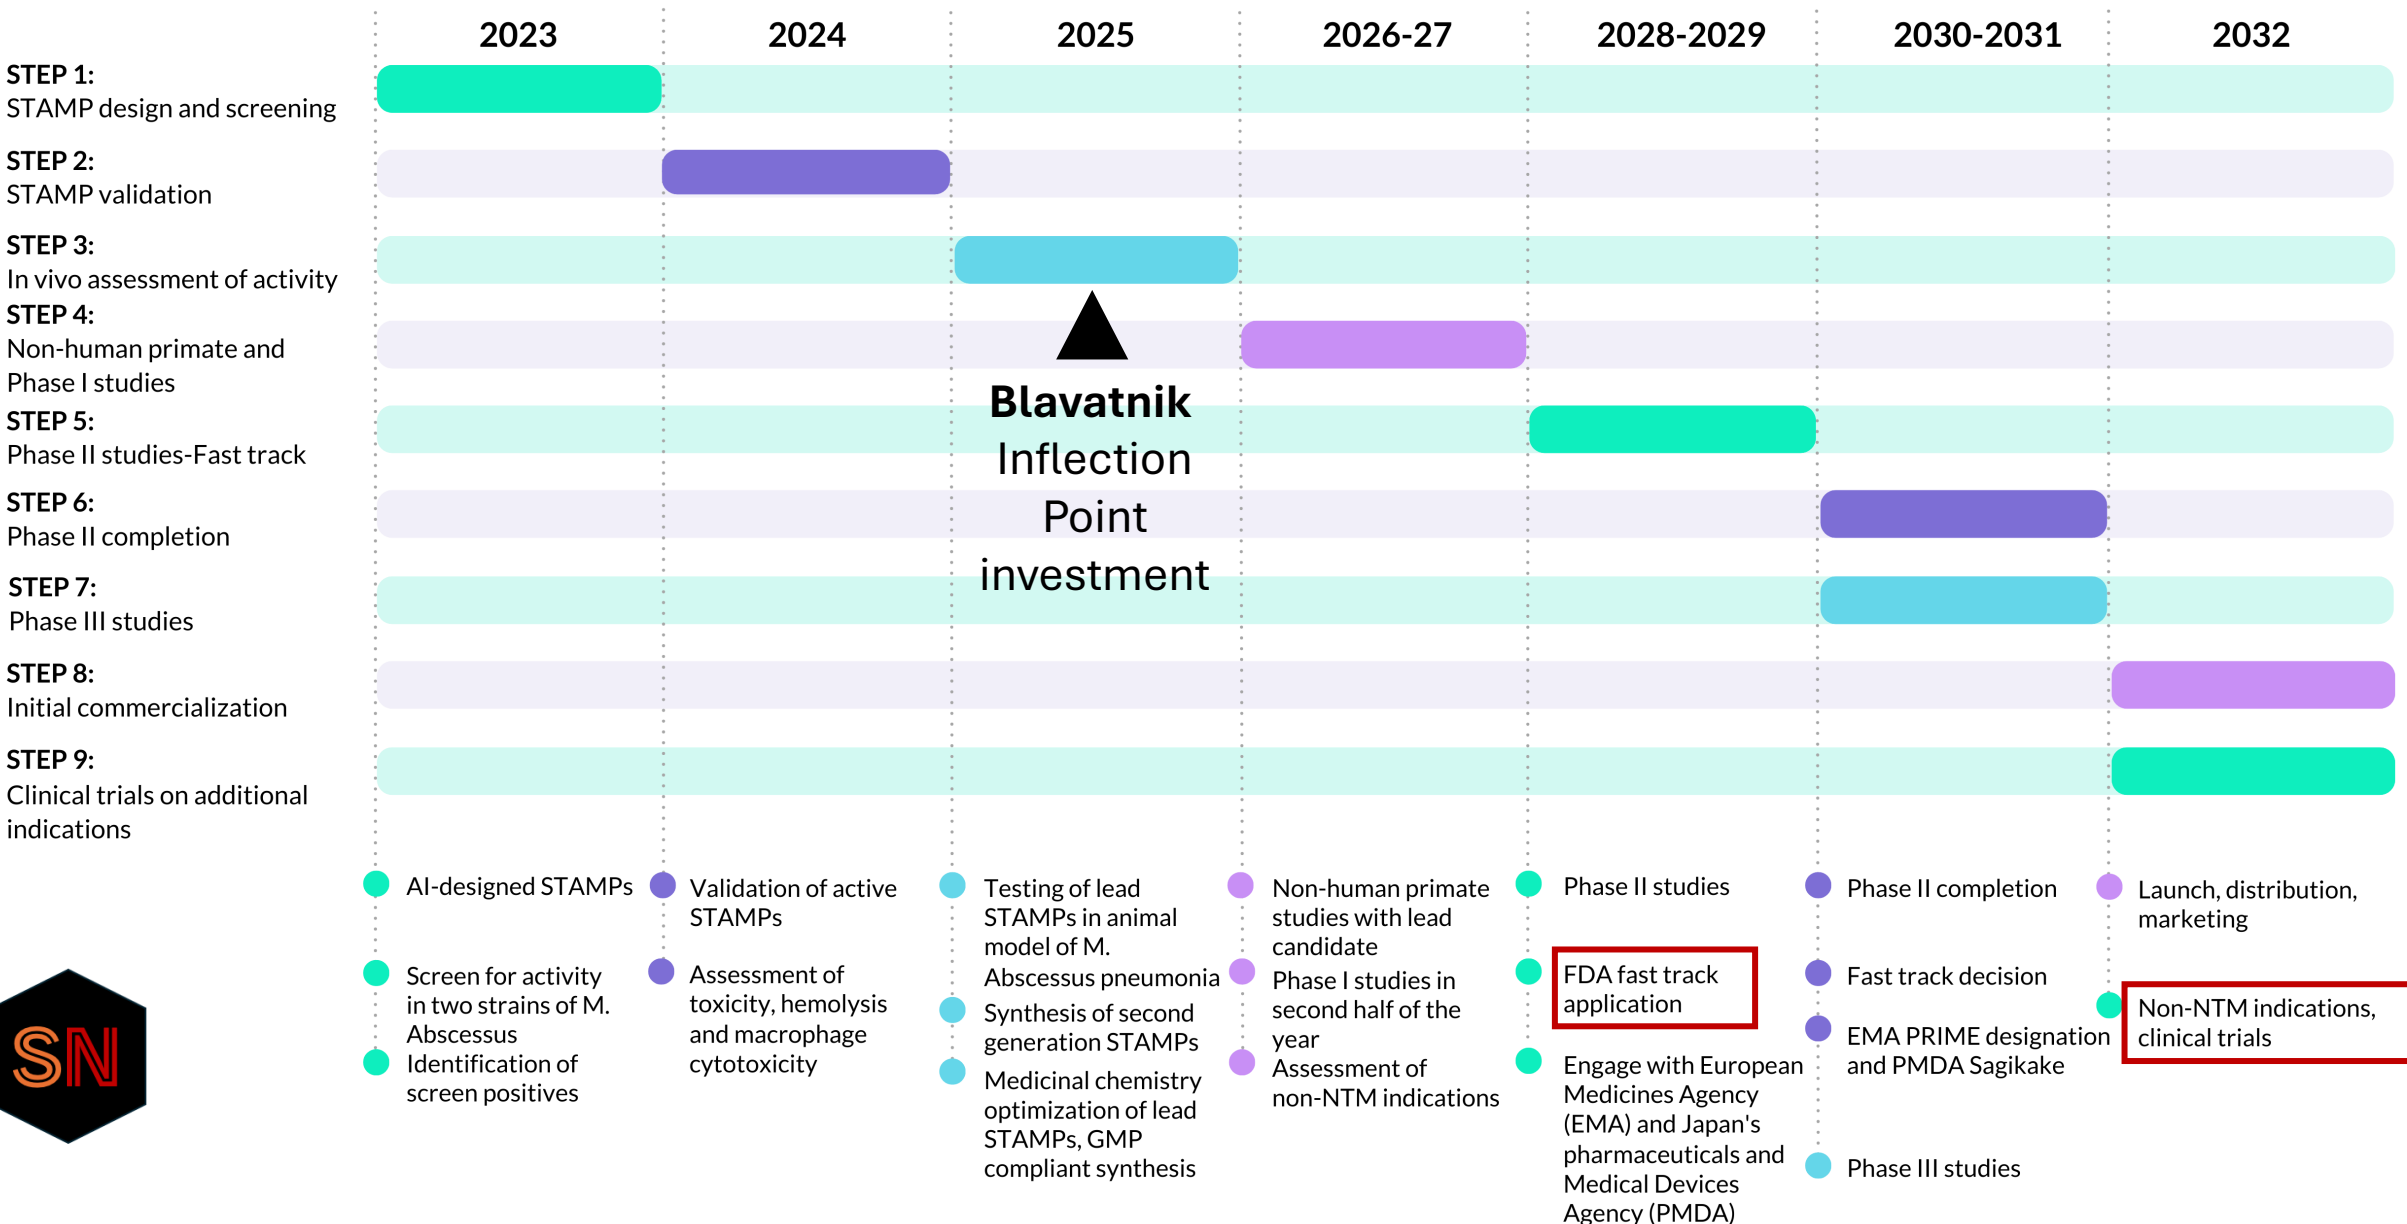 2023
2024
2025
2026-27
2028-2029
2030-2031
2032
STEP 1:
STAMP design and screening
STEP 2:
STAMP validation
STEP 3:
In vivo assessment of activity
STEP 4:
Non-human primate and
Phase I studies
STEP 5:
Phase II studies-Fast track
STEP 6:
Phase II completion
STEP 7:
Phase III studies
STEP 8:
Initial commercialization
STEP 9:
Clinical trials on additional
indications
Blavatnik
Inflection
Point
investment
AI-designed STAMPs
Screen for activity
in two strains of M.
Abscessus
Identification of
screen positives
Validation of active
STAMPs
Assessment of
toxicity, hemolysis
and macrophage
cytotoxicity
Testing of lead
STAMPs in animal
model of M.
Abscessus pneumonia
Synthesis of second
generation STAMPs
Medicinal chemistry
optimization of lead
STAMPs, GMP
compliant synthesis
Non-human primate
studies with lead
candidate
Phase I studies in
second half of the
year
Assessment of
non-NTM indications
Phase II studies
FDA fast track
application
Engage with European
Medicines Agency
(EMA) and Japan's
pharmaceuticals and
Medical Devices
Agency (PMDA)
Phase II completion
Fast track decision
EMA PRIME designation
and PMDA Sagikake
Phase III studies
Launch, distribution,
marketing
Non-NTM indications,
clinical trials
SN